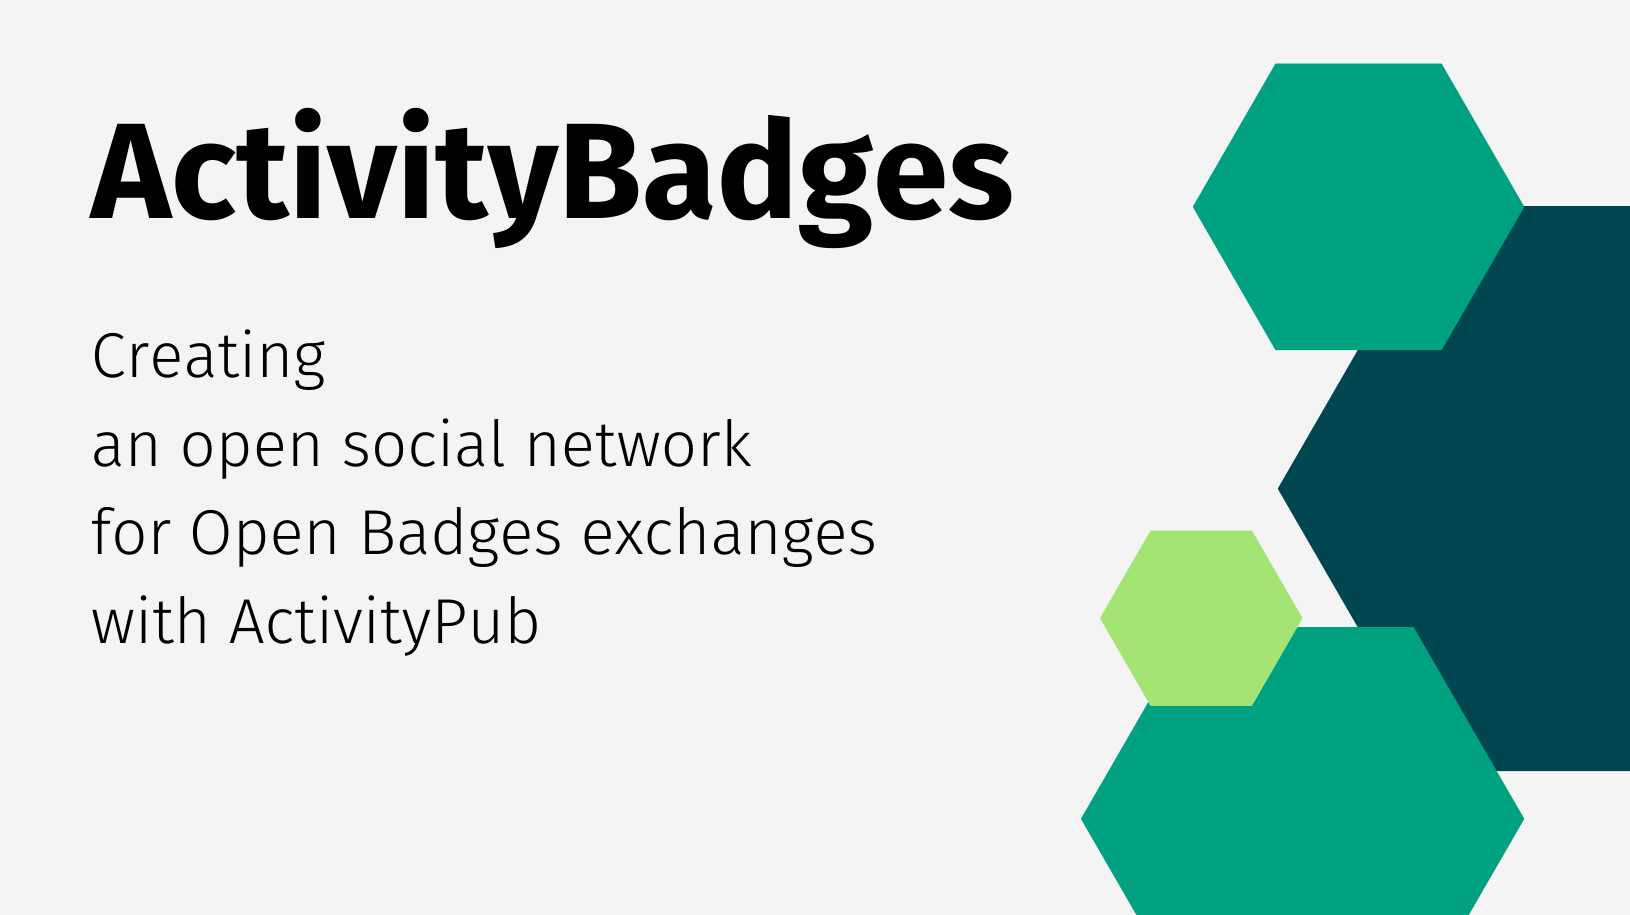 ActivityBadges
Creating
an open social network
for Open Badges exchanges
with ActivityPub